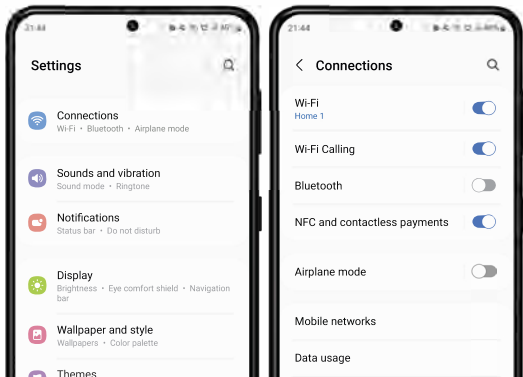 21:44
Settings
Connections
Wi-Fi • Bluetooth • Airplane mode
Sounds and vibration
Sound mode • Ringtone
Notifications
Status bar • Do not disturb
Display
Brightness • Eye comfort shield • Navigation
bar
Wallpaper and style
Wallpapers • Color palette
Themes
21:44
Connections
Wi-Fi
Home 1
Wi-Fi Calling
Bluetooth
NFC and contactless payments
Airplane mode
Mobile networks
Data usage